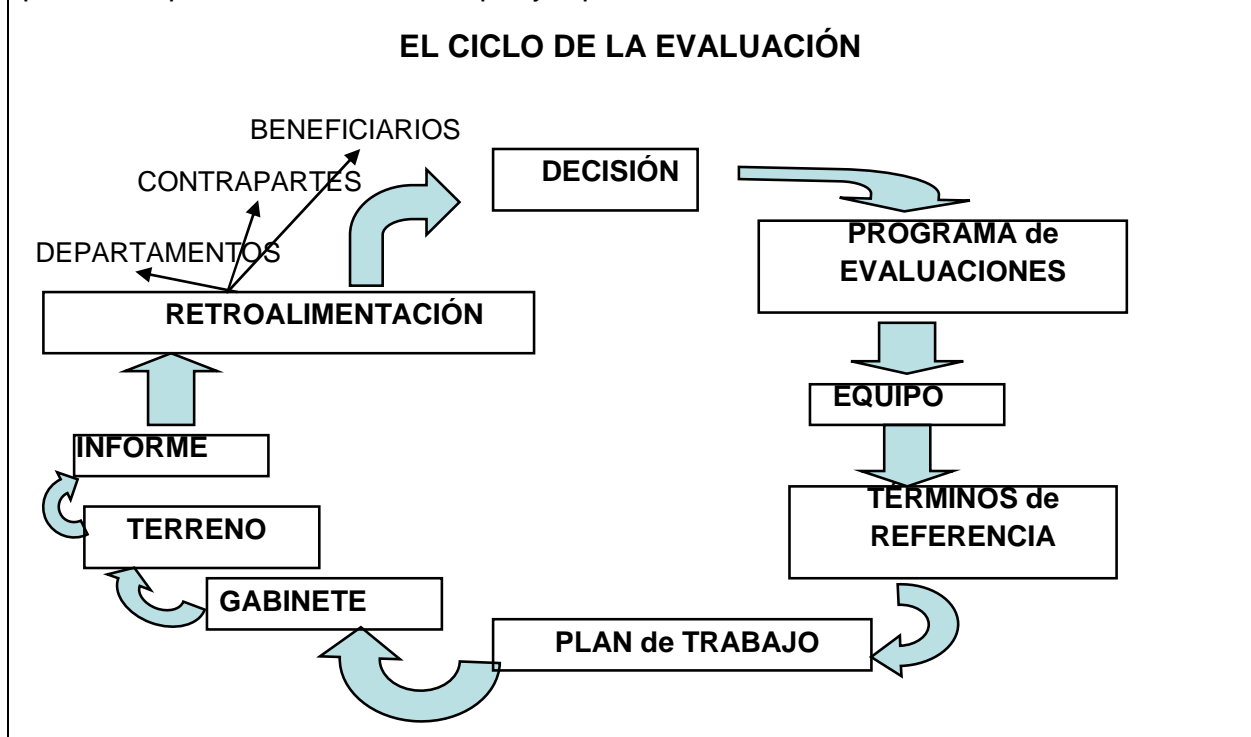 EL CICLO DE LA EVALUACIÓN
BENEFICIARIOS
CONTRAPARTES
DEPARTAMENTOS
RETROALIMENTACIÓN
DECISIÓN
PROGRAMA de
EVALUACIONES
EQUIPO
TÉRMINOS de
REFERENCIA
PLAN de TRABAJO
GABINETE
TERRENO
INFORME